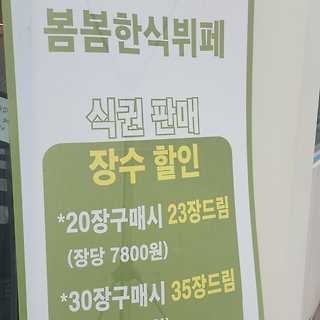 봄봄한식뷔페
식권 판매
장수 할인
*20장구매시 23장드림
(장당 7800원)
*30장구매시 35장드림